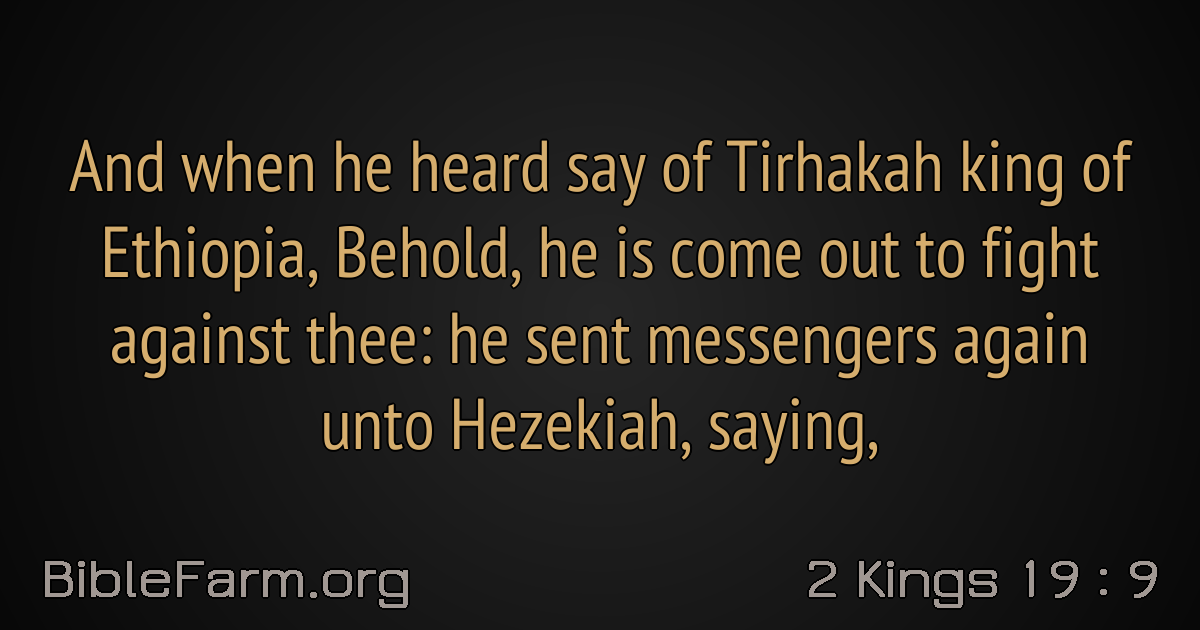 And when he heard say of Tirhakah king of
Ethiopia, Behold, he is come out to fight
against thee: he sent messengers again
unto Hezekiah, saying,
BibleFarm.org
2 Kings 19 : 9